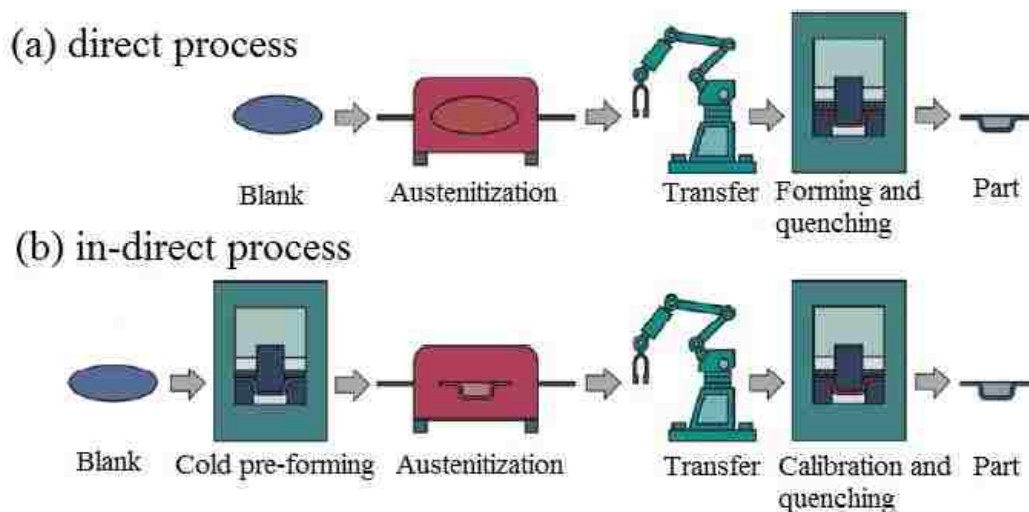 (a) direct process
Blank
Austenitization
Transfer
Forming and
quenching
Part
(b) in-direct process
Blank
Cold pre-forming
Austenitization
Transfer
Calibration and
quenching
Part